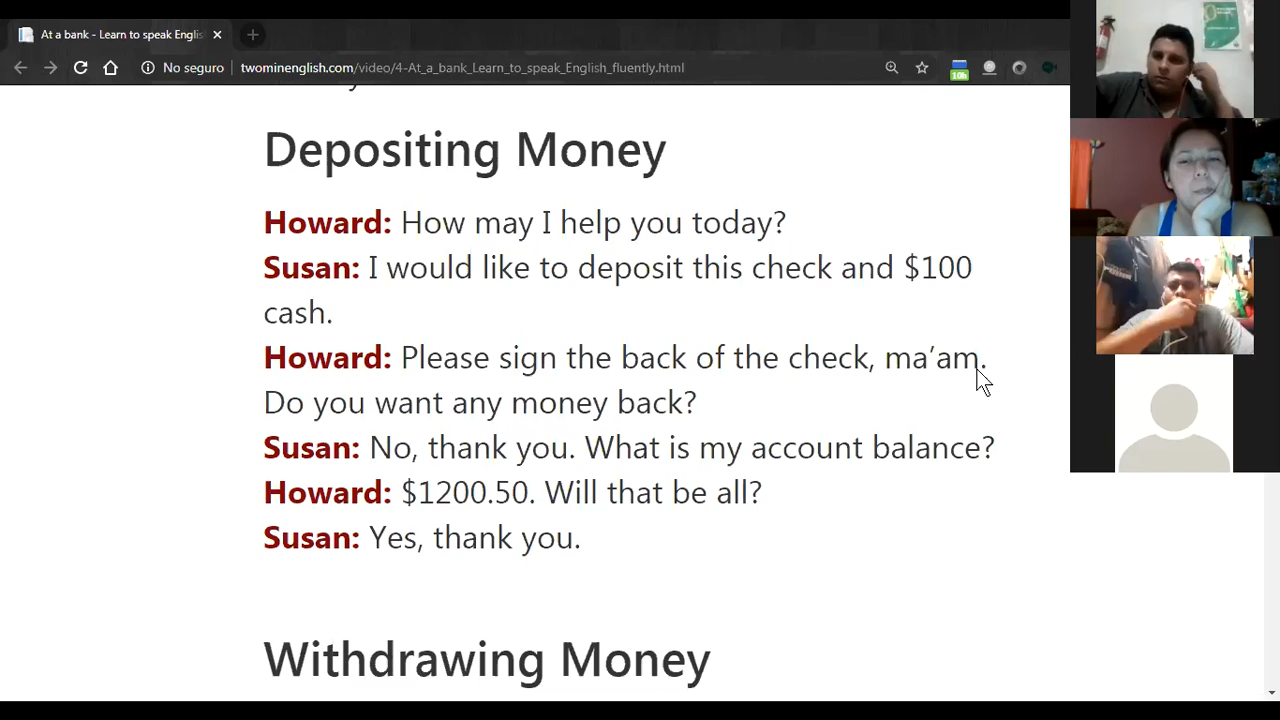 At a bank - Learn to speak Englis
No seguro
twominenglish.com/video/4-At_a_bank_Learn_to_speak_English_fluently.html
10h
Depositing Money
Howard: How may I help you today?
Susan: I would like to deposit this check and $100
cash.
Howard: Please sign the back of the check, ma’am.
Do you want any money back?
Susan: No, thank you. What is my account balance?
Howard: $1200.50. Will that be all?
Susan: Yes, thank you.
Withdrawing Money